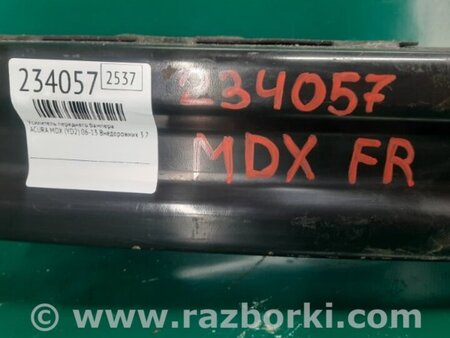 234057 2537
Усилитель переднего бампера
ACURA MDX (YD2) 06-13 Внедорожник 3.7
234057
MDX FR
www.razborki.com